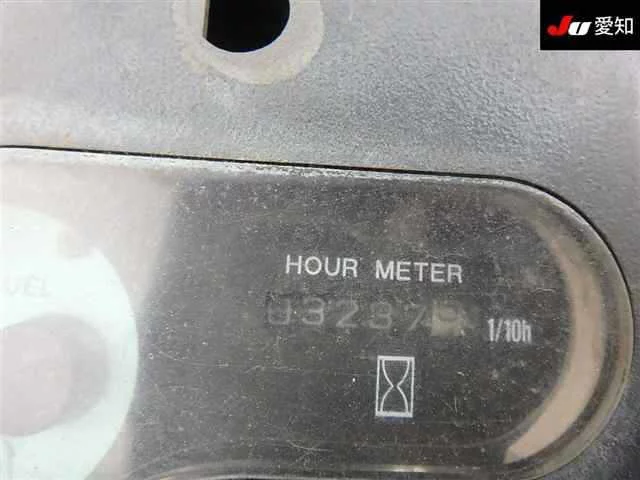 JU 愛知
VEL
HOUR METER
03237
1/10h